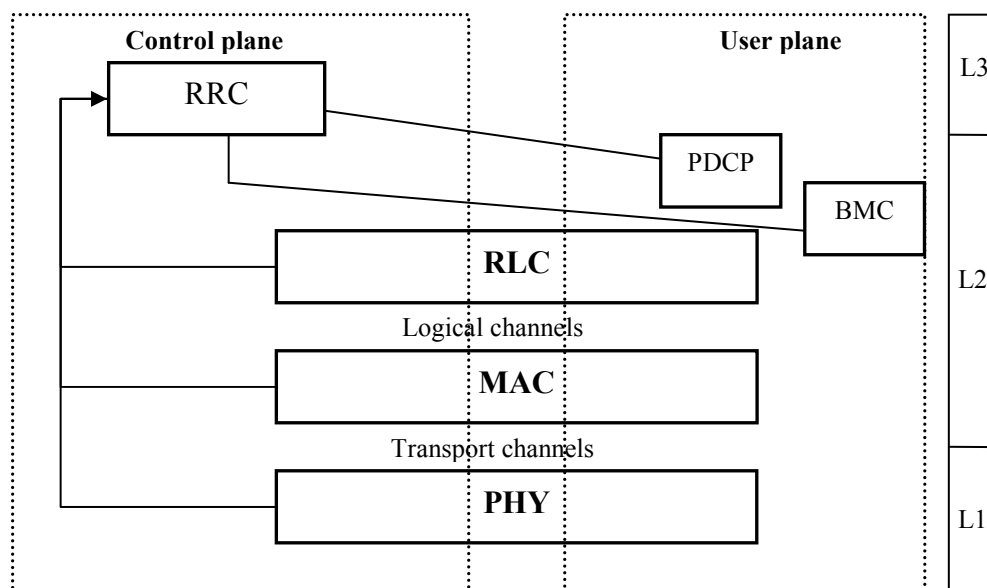 Control plane
User plane
L3
RRC
PDCP
BMC
RLC
L2
Logical channels
MAC
Transport channels
PHY
L1